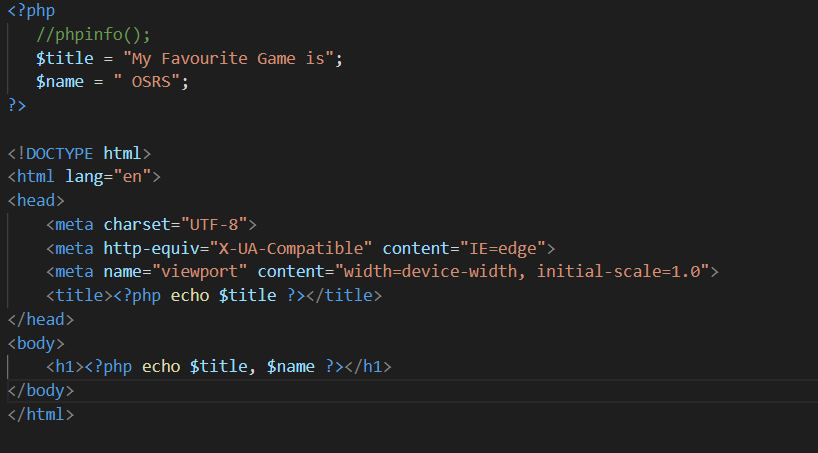 <?php
//phpinfo();
$title = "My Favourite Game is";
$name = " OSRS";
?>
<!DOCTYPE html>
<html lang="en">
<head>
<meta charset="UTF-8">
<meta http-equiv="X-UA-Compatible" content="IE=edge">
<meta name="viewport" content="width=device-width, initial-scale=1.0">
<title><?php echo $title ?></title>
</head>
<body>
<h1><?php echo $title, $name ?></h1>
</body>
</html>